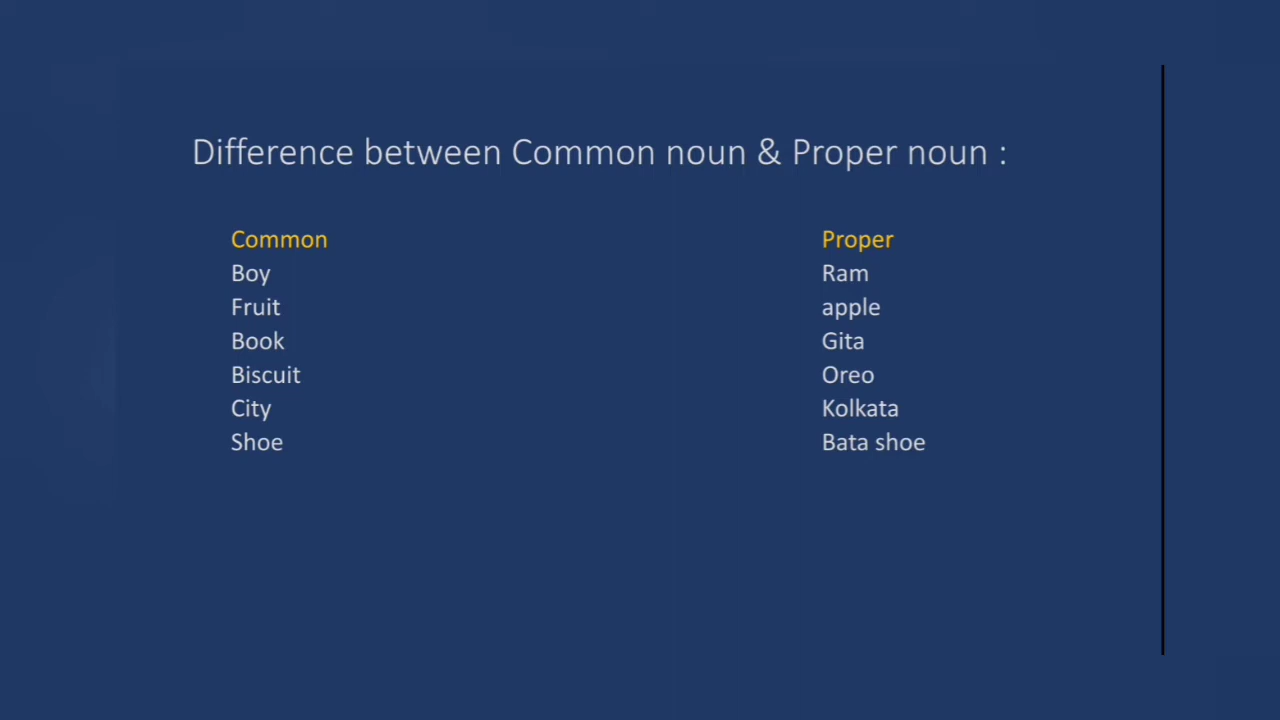 Difference between Common noun & Proper noun :
Common Proper
Boy Ram
Fruit apple
Book Gita
Biscuit Oreo
City Kolkata
Shoe Bata shoe